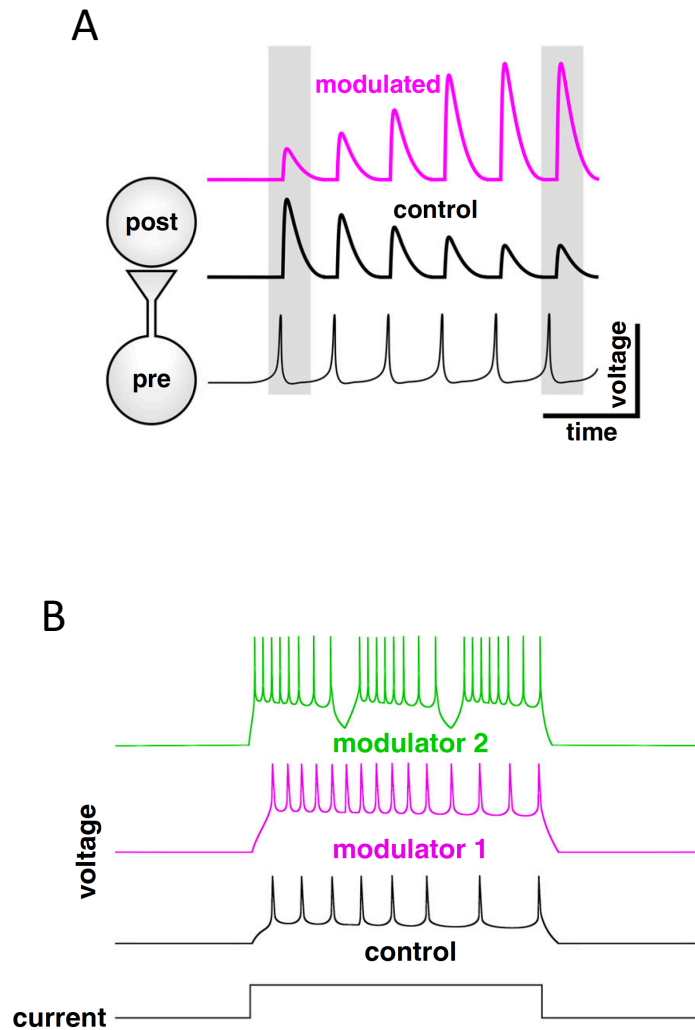 A
modulated
control
post
pre
voltage
time
B
modulator 2
modulator 1
voltage
control
current